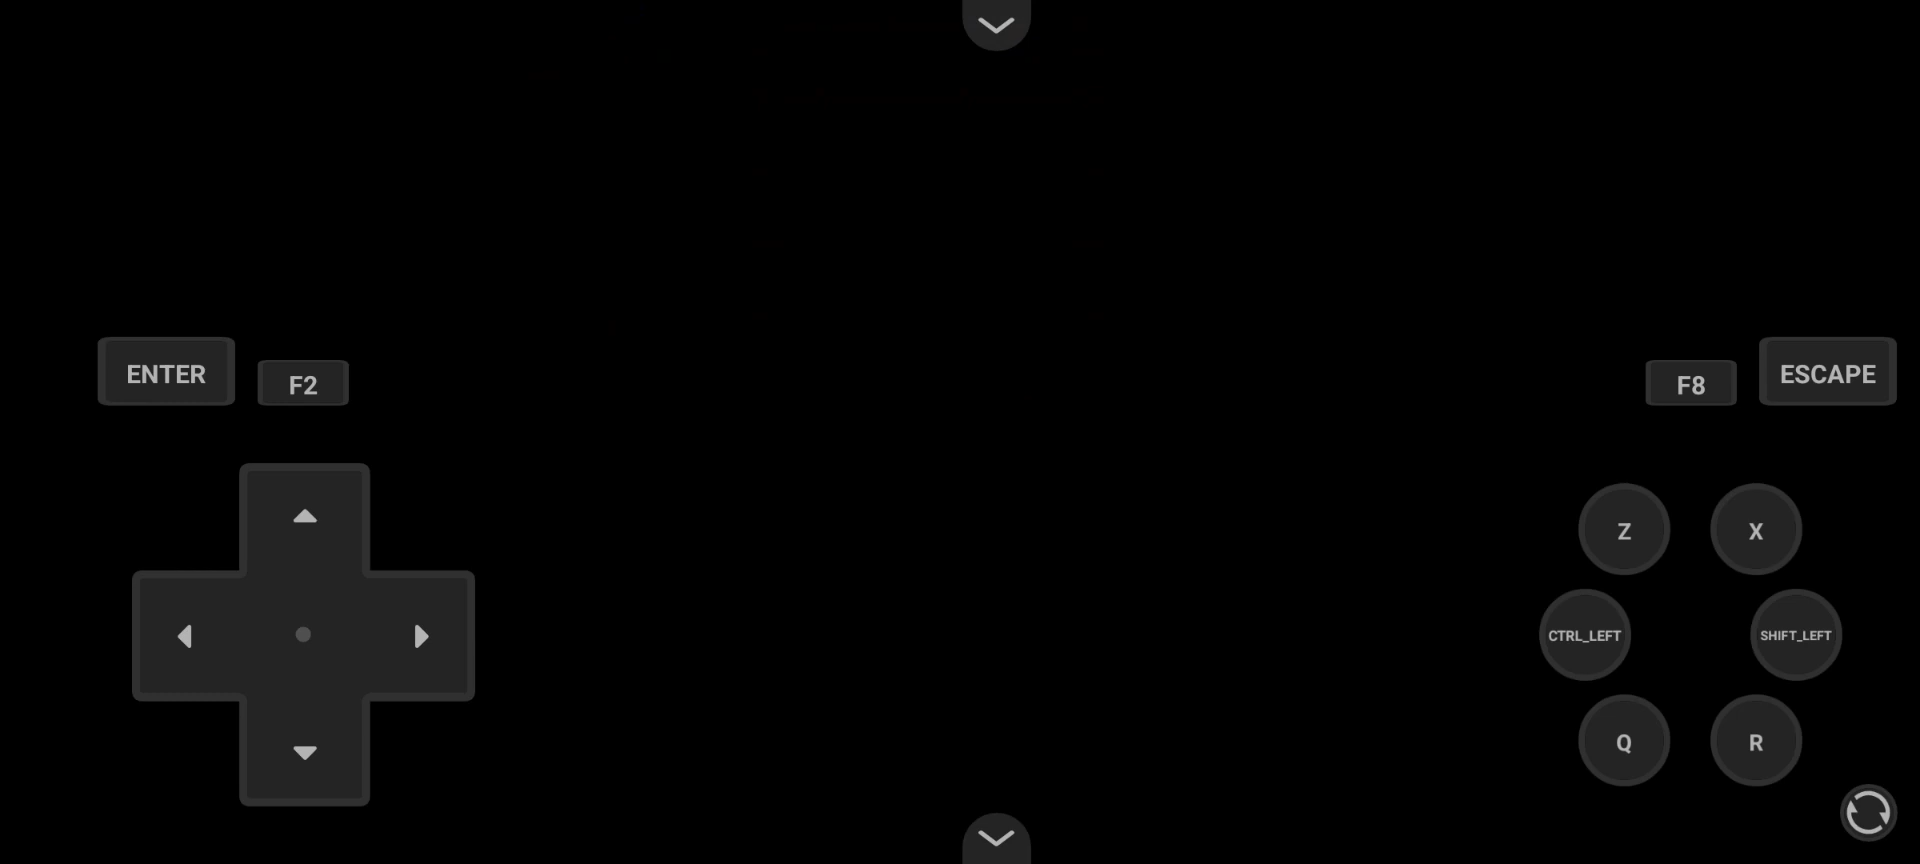 ENTER
F2
F8
ESCAPE
Z
X
CTRL_LEFT
SHIFT_LEFT
Q
R